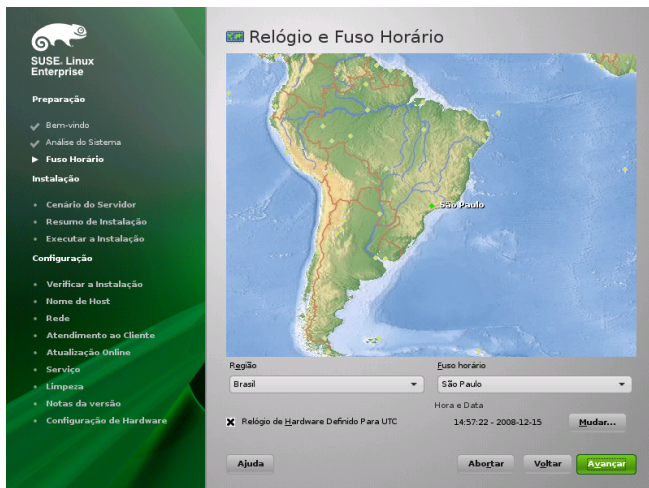 SUSE. Linux
Enterprise
Preparação
Bem-vindo
Análise do Sistema
Fuso Horário
Instalação
Cenário do Servidor
Resumo de Instalação
Executar a Instalação
Configuração
Verificar a Instalação
Nome de Host
Rede
Atendimento ao Cliente
Atualização Online
Serviço
Limpeza
Notas da versão
Configuração de Hardware
Relógio e Fuso Horário
São Paulo
Região
Fuso horário
Brasil
São Paulo
Hora e Data
Relógio de Hardware Definido Para UTC
14:57:22 - 2008-12-15
Mudar...
Ajuda
Abortar
Voltar
Avançar